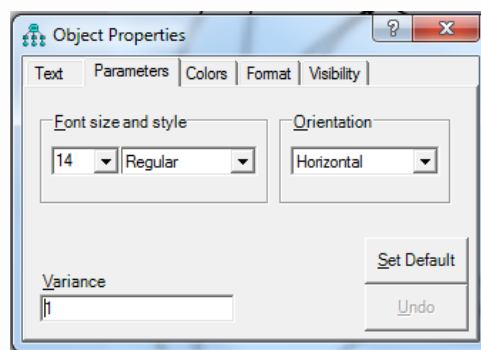 Object Properties
Text Parameters Colors Format Visibility
Font size and style Orientation
14 Regular Horizontal
Set Default
Variance
1 Undo